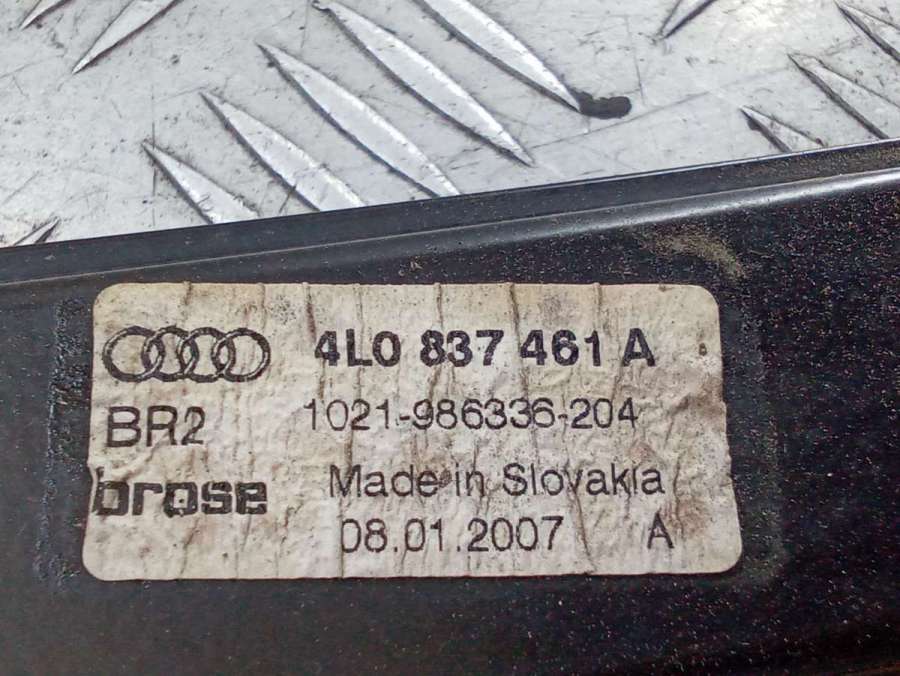 4L0 837 461 A
BR2 1021-986336-204
brose Made in Slovakia
08.01.2007 A